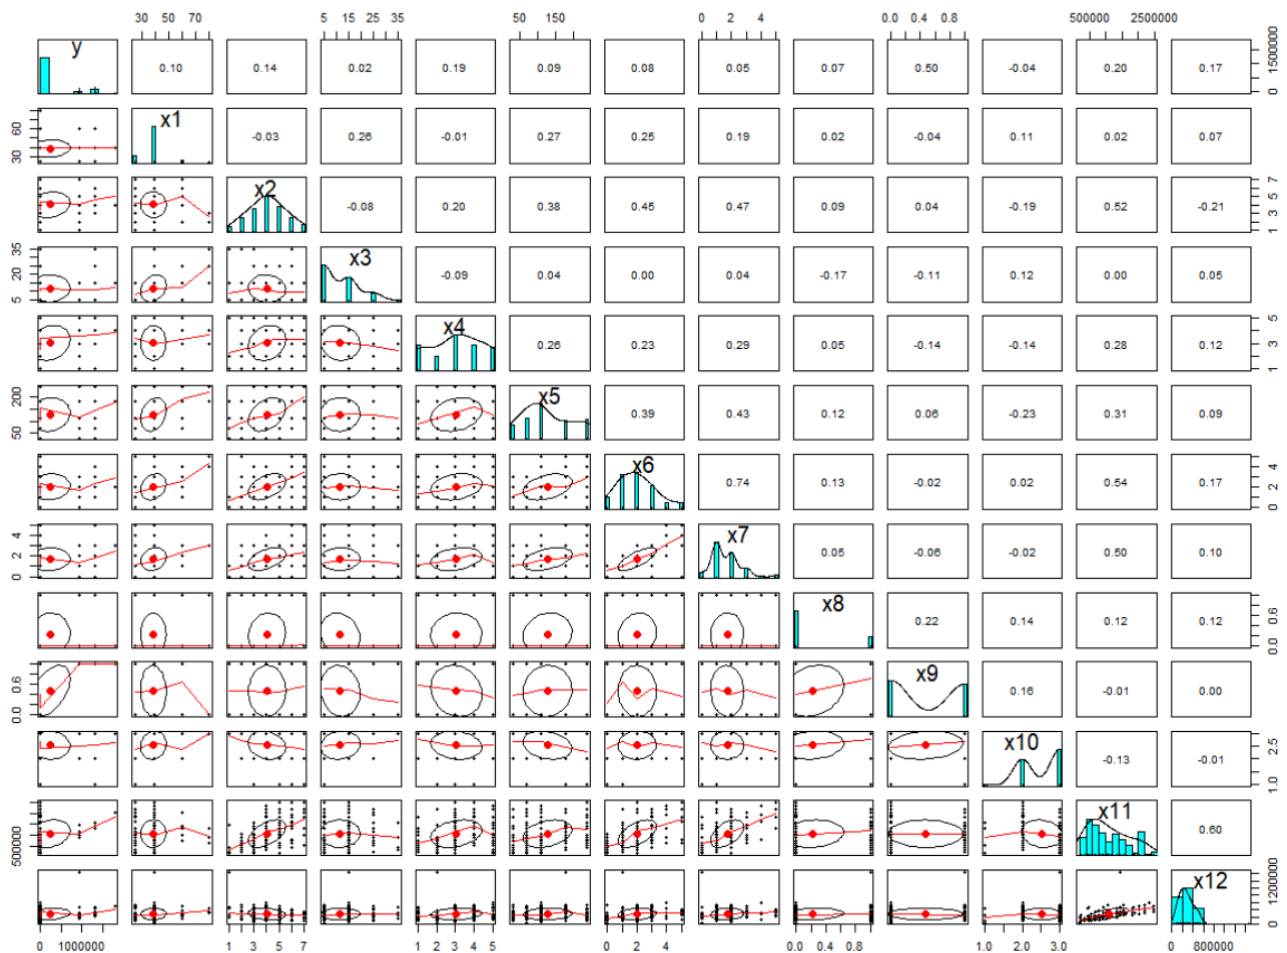 30 50 70 5 15 25 35 50 150 0 2 4 0.0 0.4 0.8 500000 2500000
y 0.10 0.14 0.02 0.19 0.09 0.08 0.05 0.07 0.50 -0.04 0.20 0.17 0 1500000
30 60 x1 -0.03 0.26 -0.01 0.27 0.25 0.19 0.02 -0.04 0.11 0.02 0.07
x2 -0.08 0.20 0.38 0.45 0.47 0.09 0.04 -0.19 0.52 -0.21 1 3 5 7
5 20 35 x3 -0.09 0.04 0.00 0.04 -0.17 -0.11 0.12 0.00 0.05
x4 0.26 0.23 0.29 0.05 -0.14 -0.14 0.28 0.12 1 3 5
50 200 x5 0.39 0.43 0.12 0.06 -0.23 0.31 0.09
x6 0.74 0.13 -0.02 0.02 0.54 0.17 0 2 4
0 2 4 x7 0.05 -0.06 -0.02 0.50 0.10
x8 0.22 0.14 0.12 0.12 0.0 0.6
0.0 0.6 x9 0.16 -0.01 0.00
x10 -0.13 -0.01 1.0 2.5
500000 x11 0.60
x12 0 1200000
0 1000000 1 3 5 7 1 2 3 4 5 0 2 4 0.0 0.4 0.8 1.0 2.0 3.0 0 800000